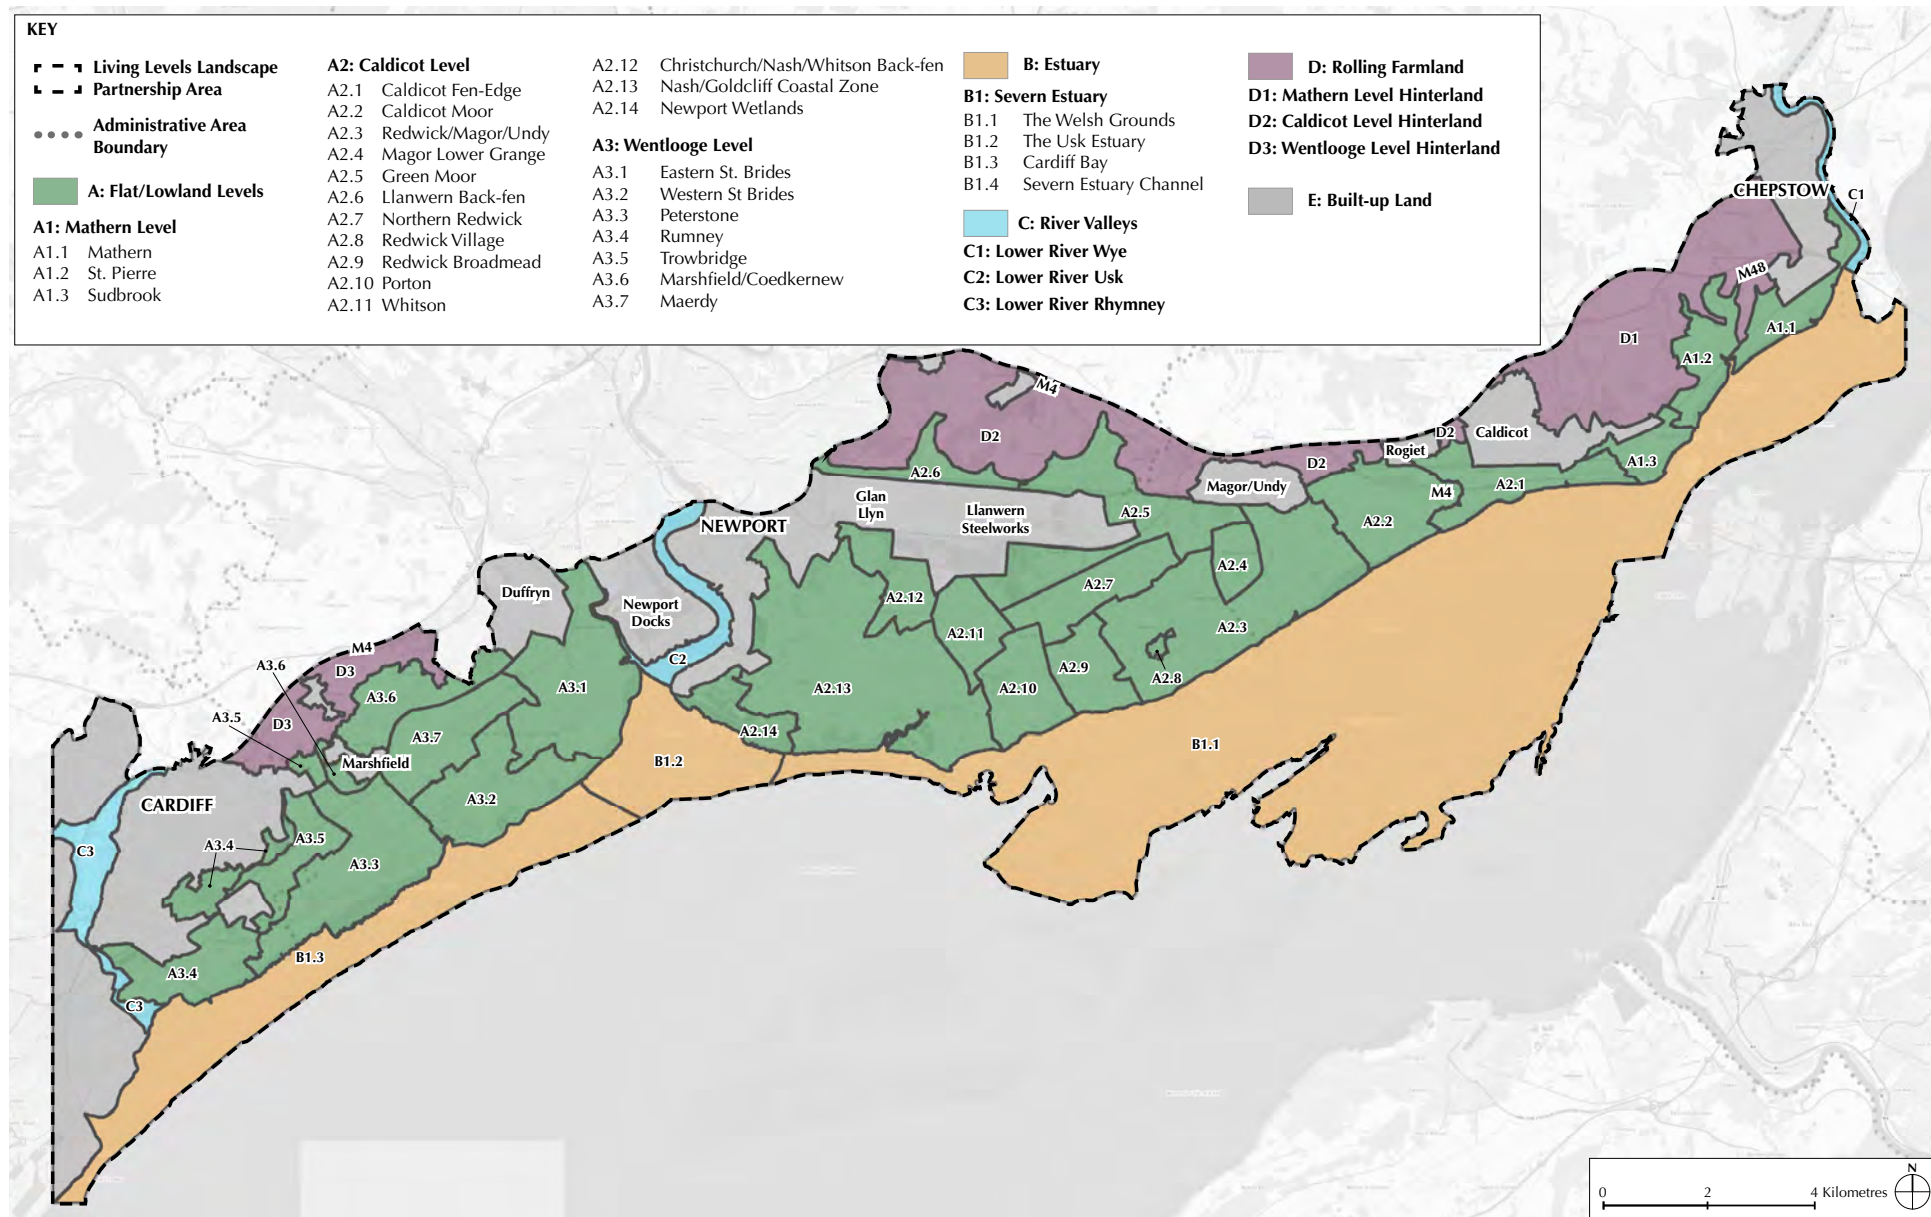 KEY
Living Levels Landscape
Partnership Area
Administrative Area
Boundary
A: Flat/Lowland Levels
A1: Mathern Level
A1.1 Mathern
A1.2 St. Pierre
A1.3 Sudbrook
A2: Caldicot Level
A2.1 Caldicot Fen-Edge
A2.2 Caldicot Moor
A2.3 Redwick/Magor/Undy
A2.4 Magor Lower Grange
A2.5 Green Moor
A2.6 Llanwern Back-fen
A2.7 Northern Redwick
A2.8 Redwick Village
A2.9 Redwick Broadmead
A2.10 Porton
A2.11 Whitson
A2.12 Christchurch/Nash/Whitson Back-fen
A2.13 Nash/Goldcliff Coastal Zone
A2.14 Newport Wetlands
A3: Wentlooge Level
A3.1 Eastern St. Brides
A3.2 Western St Brides
A3.3 Peterstone
A3.4 Rumney
A3.5 Trowbridge
A3.6 Marshfield/Coedkernew
A3.7 Maerdy
B: Estuary
B1: Severn Estuary
B1.1 The Welsh Grounds
B1.2 The Usk Estuary
B1.3 Cardiff Bay
B1.4 Severn Estuary Channel
C: River Valleys
C1: Lower River Wye
C2: Lower River Usk
C3: Lower River Rhymney
D: Rolling Farmland
D1: Mathern Level Hinterland
D2: Caldicot Level Hinterland
D3: Wentlooge Level Hinterland
E: Built-up Land
CHEPSTOW
C1
M48
A1.1
D1
A1.2
M4
D2
D2
Caldicot
Rogiet
D2
A1.3
A2.6
Magor/Undy
M4
A2.1
Glan
Llyn
Llanwern
Steelworks
A2.5
A2.2
NEWPORT
A2.4
A2.7
Duffryn
A2.12
Newport
Docks
A2.11
A2.3
M4
C2
A2.9
A2.8
A3.6
D3
A3.1
A2.13
A2.10
A3.6
A3.5
D3
A3.7
A2.14
B1.1
Marshfield
B1.2
CARDIFF
A3.2
C3
A3.4
A3.5
A3.3
B1.3
A3.4
C3
N
0 2 4 Kilometres